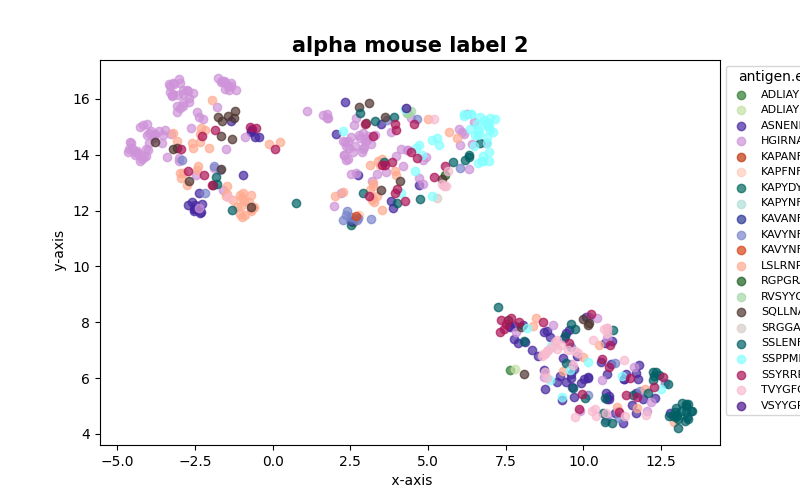 alpha mouse label 2
antigen.e
ADLIAY
ADLIAY
ASNENI
HGIRNA
KAPANF
KAPFNF
KAPYDY
KAPYNF
KAVANF
KAVYNF
KAVYNF
LSLRNP
RGPGRA
RVSYYG
SQLLNA
SRGGA
SSLENF
SSPPMF
SSYRRF
TVYGFC
VSYYGF
16
14
12
10
8
6
4
y-axis
−5.0 −2.5 0.0 2.5 5.0 7.5 10.0 12.5
x-axis